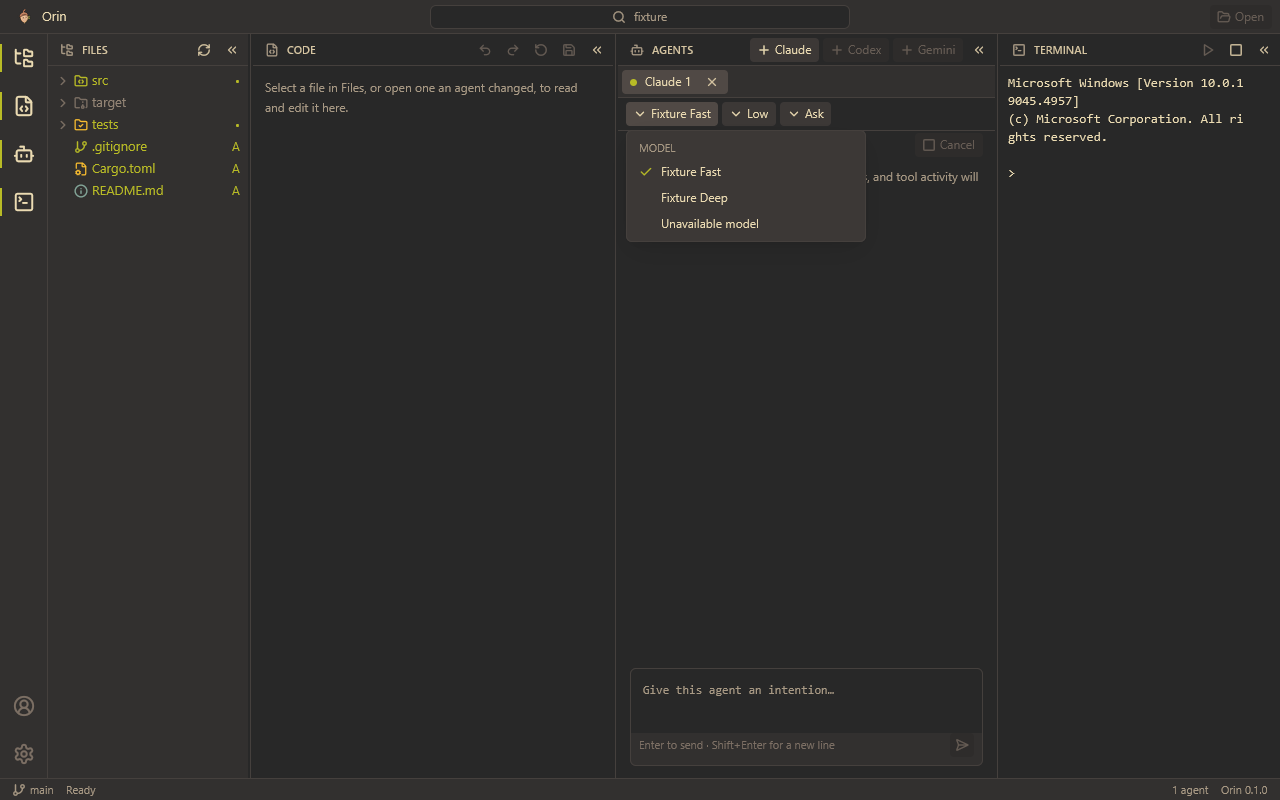 Orin
fixture
Open
FILES
src
target
tests
.gitignore A
Cargo.toml A
README.md A
CODE
Select a file in Files, or open one an agent changed, to read
and edit it here.
AGENTS
Claude
Codex
Gemini
Claude 1
Fixture Fast
Low
Ask
Cancel
MODEL
Fixture Fast
Fixture Deep
Unavailable model
, and tool activity will
Give this agent an intention…
Enter to send · Shift+Enter for a new line
TERMINAL
Microsoft Windows [Version 10.0.1
9045.4957]
(c) Microsoft Corporation. All ri
ghts reserved.
>
main
Ready
1 agent
Orin 0.1.0